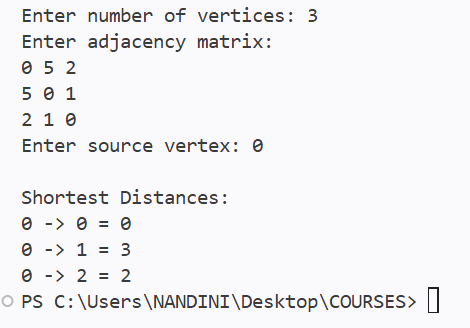 Enter number of vertices: 3
Enter adjacency matrix:
0 5 2
5 0 1
2 1 0
Enter source vertex: 0
Shortest Distances:
0 -> 0 = 0
0 -> 1 = 3
0 -> 2 = 2
PS C:\Users\NANDINI\Desktop\COURSES>